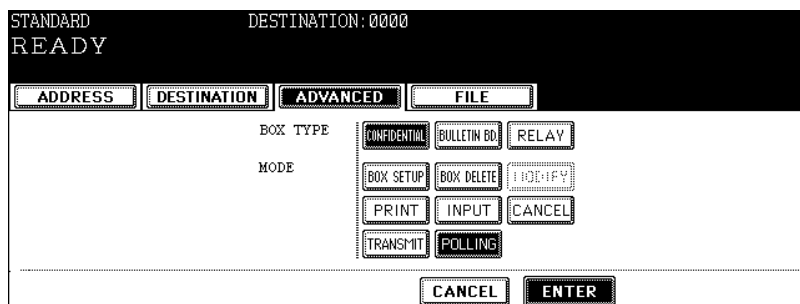 STANDARD DESTINATION:0000
READY
ADDRESS DESTINATION ADVANCED FILE
BOX TYPE CONFIDENTIAL BULLETIN BD. RELAY
MODE BOX SETUP BOX DELETE MODIFY
PRINT INPUT CANCEL
TRANSMIT POLLING
CANCEL ENTER